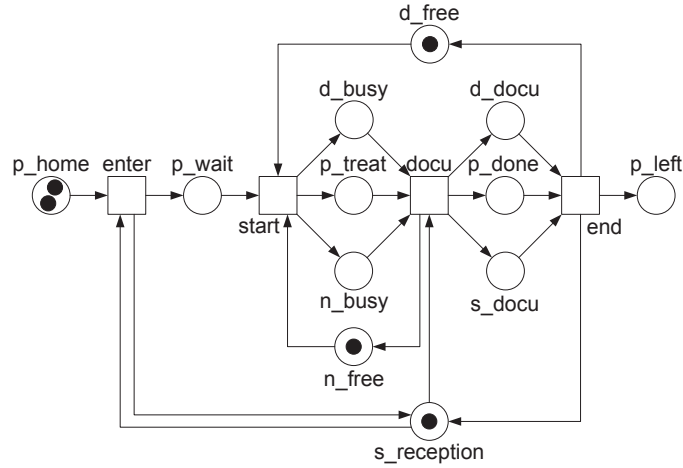 d_free
d_busy
d_docu
p_home
enter
p_wait
p_treat
docu
p_done
p_left
start
end
n_busy
s_docu
n_free
s_reception